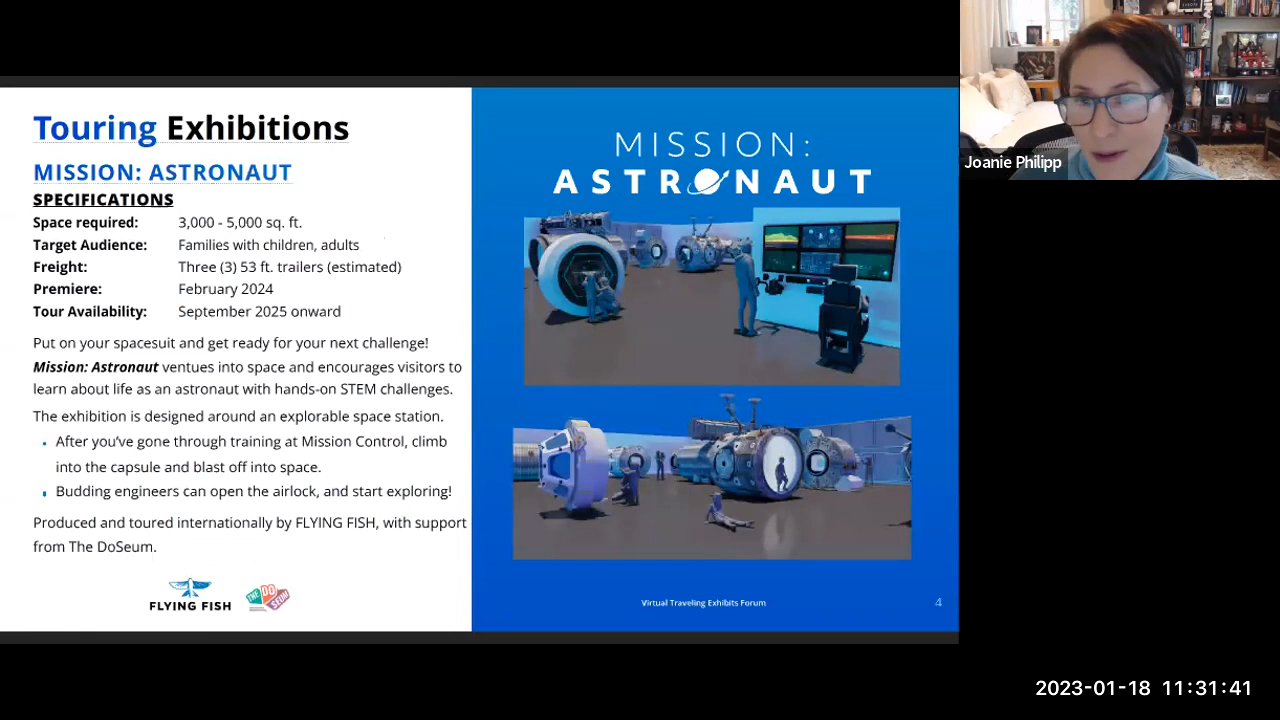 Touring Exhibitions
MISSION: ASTRONAUT
SPECIFICATIONS
Space required: 3,000 - 5,000 sq. ft.
Target Audience: Families with children, adults
Freight: Three (3) 53 ft. trailers (estimated)
Premiere: February 2024
Tour Availability: September 2025 onward
Put on your spacesuit and get ready for your next challenge!
Mission: Astronaut ventues into space and encourages visitors to
learn about life as an astronaut with hands-on STEM challenges.
The exhibition is designed around an explorable space station.
After you've gone through training at Mission Control, climb
into the capsule and blast off into space.
Budding engineers can open the airlock, and start exploring!
Produced and toured internationally by FLYING FISH, with support
from The DoSeum.
FLYING FISH
THE DO SEUM
MISSION:
ASTRONAUT
Virtual Traveling Exhibits Forum
4
Joanie Philipp
2023-01-18 11:31:41